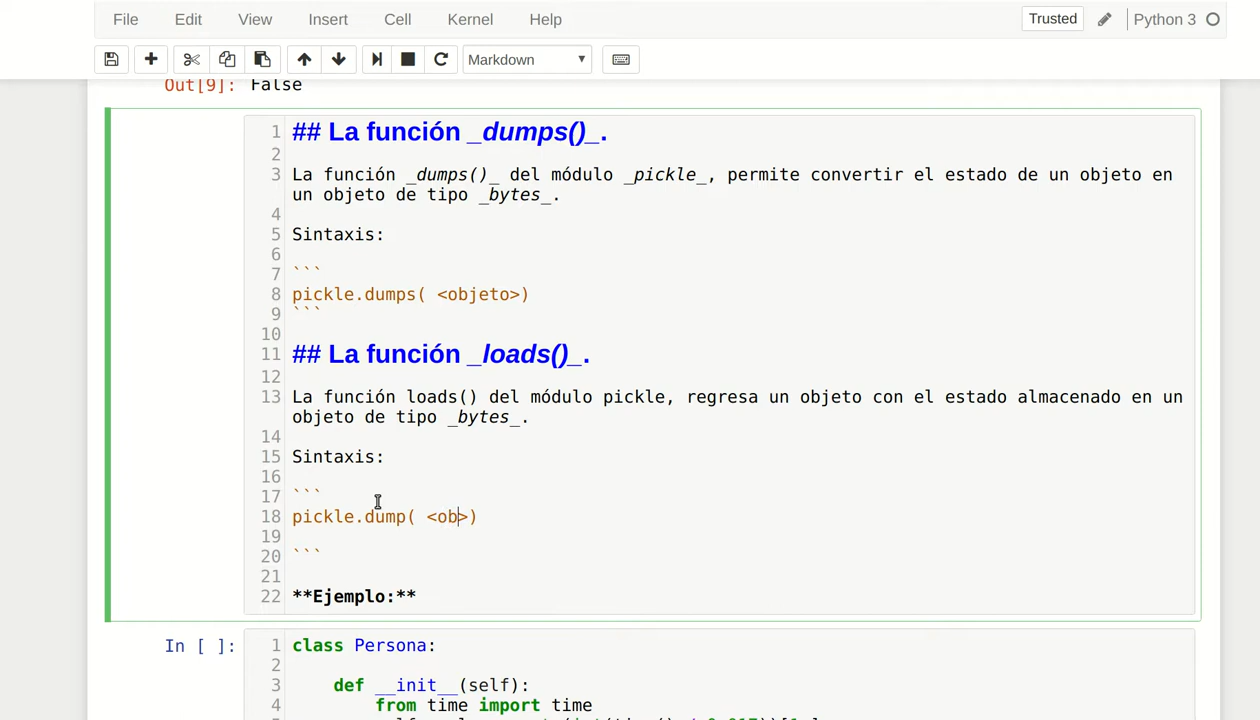 File Edit View Insert Cell Kernel Help Trusted Python 3
Markdown
Out[9]: False
1 ## La función _dumps()_.
2
3 La función _dumps()_ del módulo _pickle_, permite convertir el estado de un objeto en
un objeto de tipo _bytes_.
4
5 Sintaxis:
6
7 ```
8 pickle.dumps( <objeto>)
9 ```
10
11 ## La función _loads()_.
12
13 La función loads() del módulo pickle, regresa un objeto con el estado almacenado en un
objeto de tipo _bytes_.
14
15 Sintaxis:
16
17 ```
18 pickle.dump( <ob>)
19
20 ```
21
22 **Ejemplo:**
In [ ]: 1 class Persona:
2
3 def __init__(self):
4 from time import time